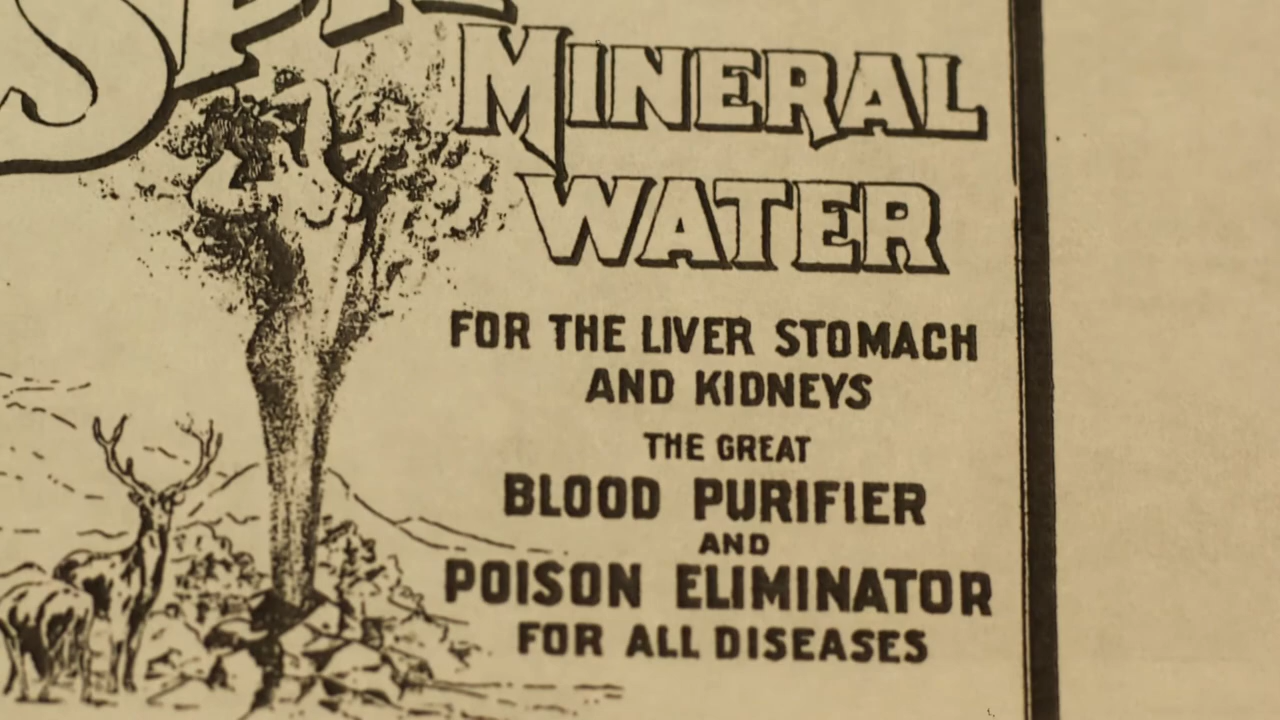 MINERAL
WATER
FOR THE LIVER STOMACH
AND KIDNEYS
THE GREAT
BLOOD PURIFIER
AND
POISON ELIMINATOR
FOR ALL DISEASES